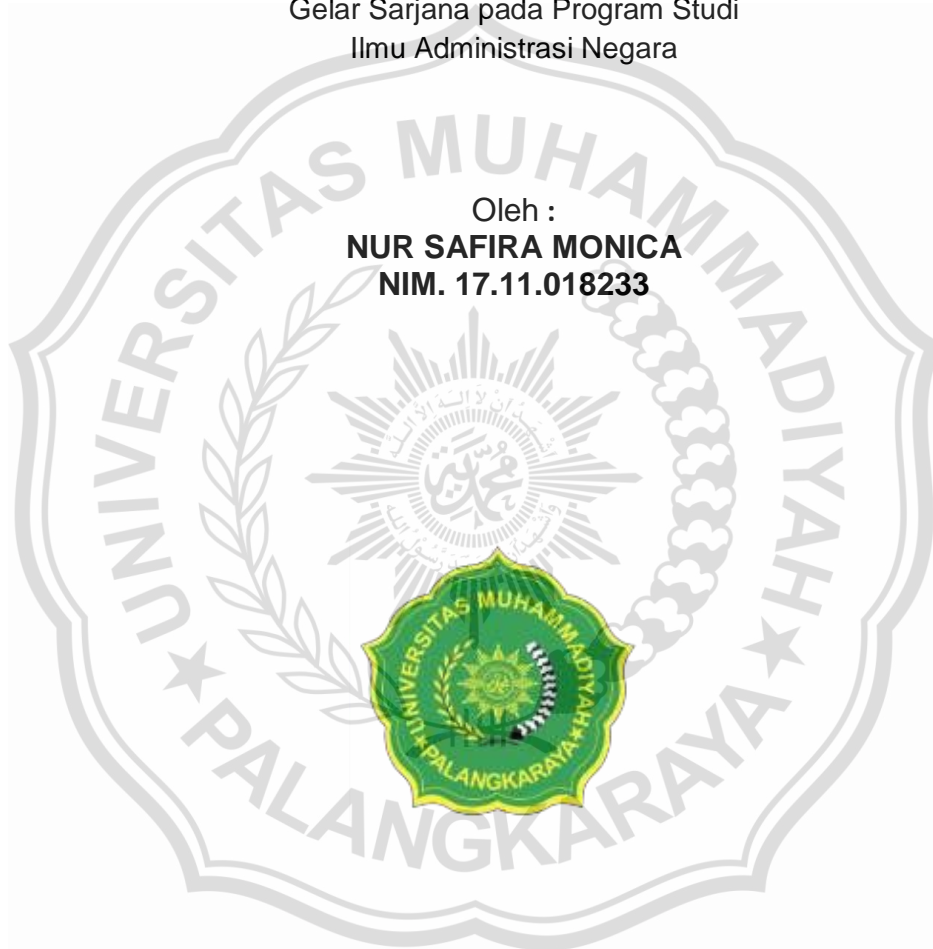 Gelar Sarjana pada Program Studi
Ilmu Administrasi Negara
Oleh :
NUR SAFIRA MONICA
NIM. 17.11.018233
UNIVERSITAS MUHAMMADIYAH
PALANGKARAYA
UNIVERSITAS MUHAMMADIYAH
PALANGKARAYA